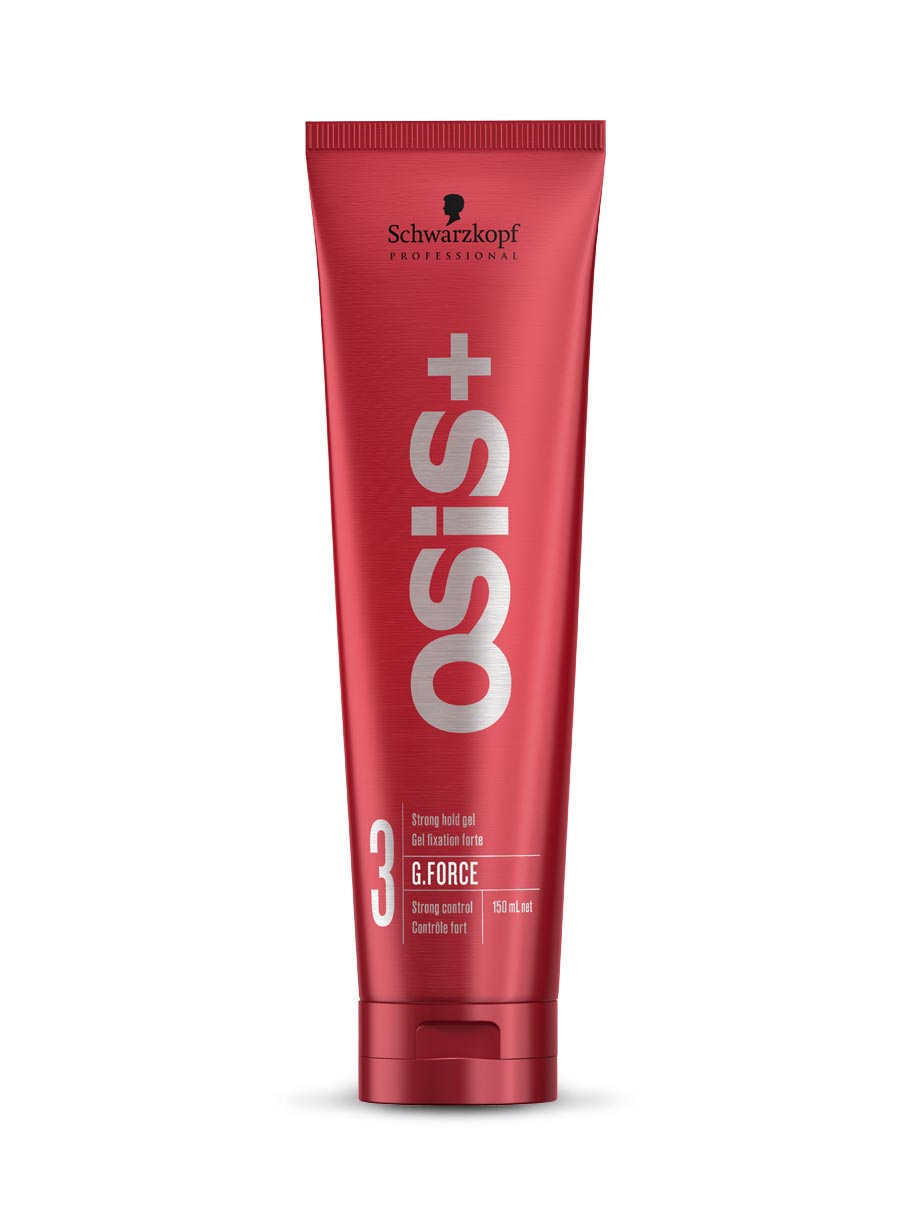 Schwarzkopf
PROFESSIONAL
OSiS+
3
Strong hold gel
Gel fixation forte
G.FORCE
Strong control
Contrôle fort
150 mL net